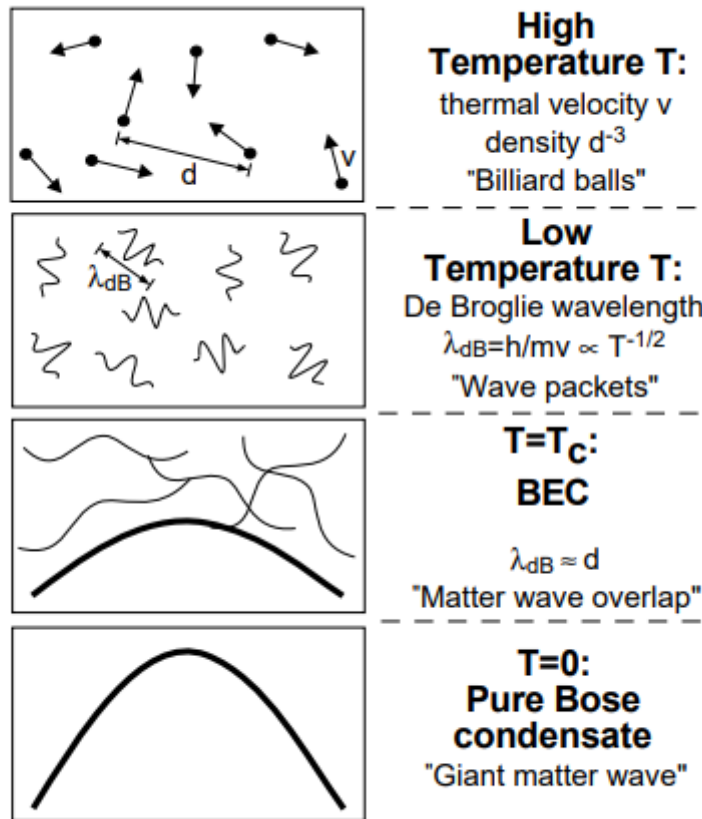 High
Temperature T:
thermal velocity v
density d⁻³
"Billiard balls"
d
v
Low
Temperature T:
De Broglie wavelength
λdB=h/mv ∝ T⁻¹/²
"Wave packets"
λdB
T=Tc:
BEC
λdB ≈ d
"Matter wave overlap"
T=0:
Pure Bose
condensate
"Giant matter wave"